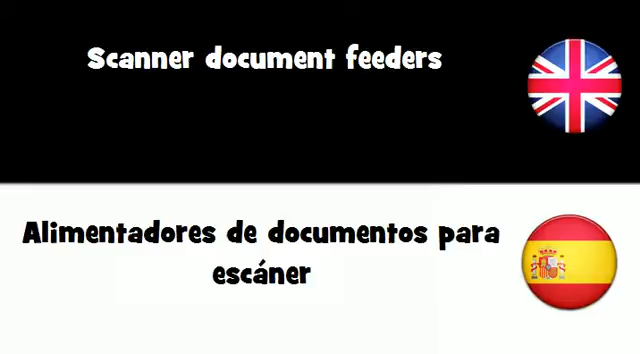 Scanner document feeders
Alimentadores de documentos para
escáner